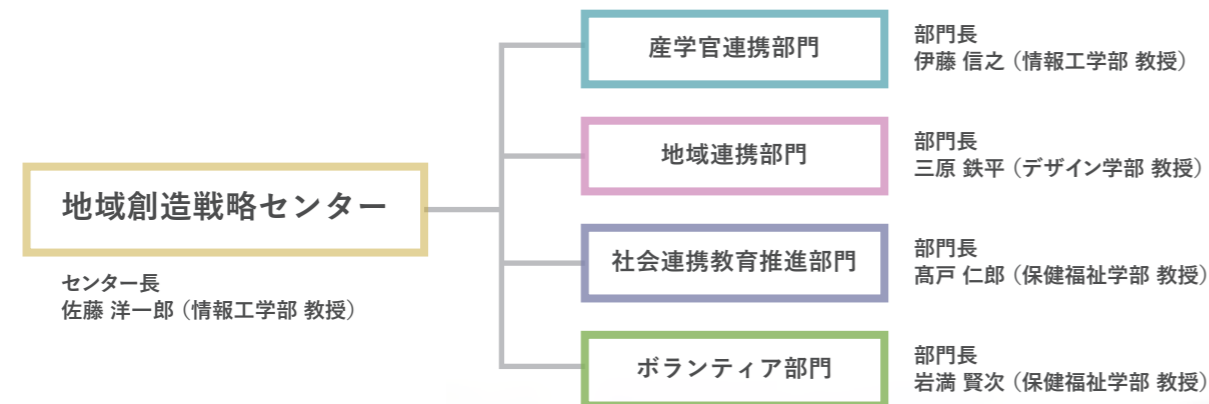 地域創造戦略センター
センター長
佐藤 洋一郎（情報工学部 教授）
産学官連携部門
部門長
伊藤 信之（情報工学部 教授）
地域連携部門
部門長
三原 鉄平（デザイン学部 教授）
社会連携教育推進部門
部門長
髙戸 仁郎（保健福祉学部 教授）
ボランティア部門
部門長
岩満 賢次（保健福祉学部 教授）